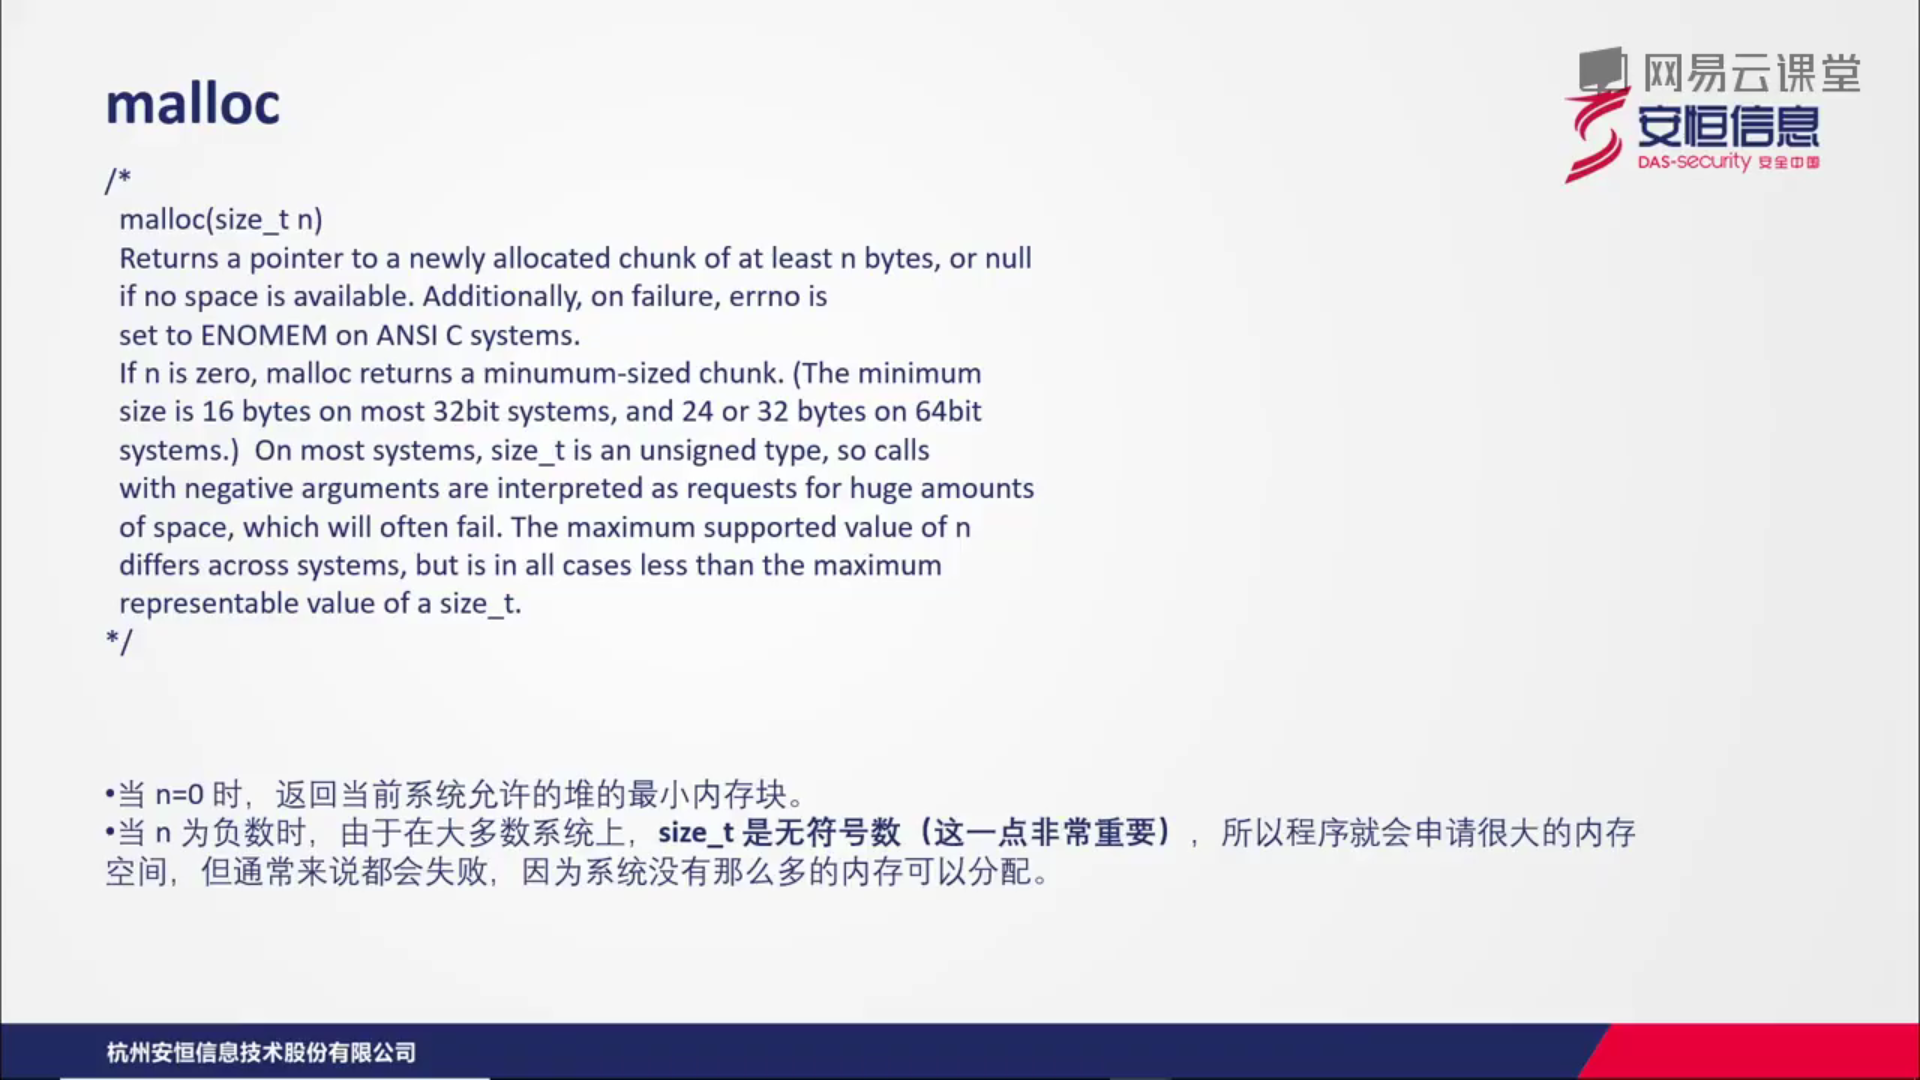 网易云课堂
malloc
安恒信息
DAS-security 安全中国
/*
malloc(size_t n)
Returns a pointer to a newly allocated chunk of at least n bytes, or null
if no space is available. Additionally, on failure, errno is
set to ENOMEM on ANSI C systems.
If n is zero, malloc returns a minumum-sized chunk. (The minimum
size is 16 bytes on most 32bit systems, and 24 or 32 bytes on 64bit
systems.)  On most systems, size_t is an unsigned type, so calls
with negative arguments are interpreted as requests for huge amounts
of space, which will often fail. The maximum supported value of n
differs across systems, but is in all cases less than the maximum
representable value of a size_t.
*/
•当 n=0 时，返回当前系统允许的堆的最小内存块。
•当 n 为负数时，由于在大多数系统上，size_t 是无符号数（这一点非常重要），所以程序就会申请很大的内存
空间，但通常来说都会失败，因为系统没有那么多的内存可以分配。
杭州安恒信息技术股份有限公司